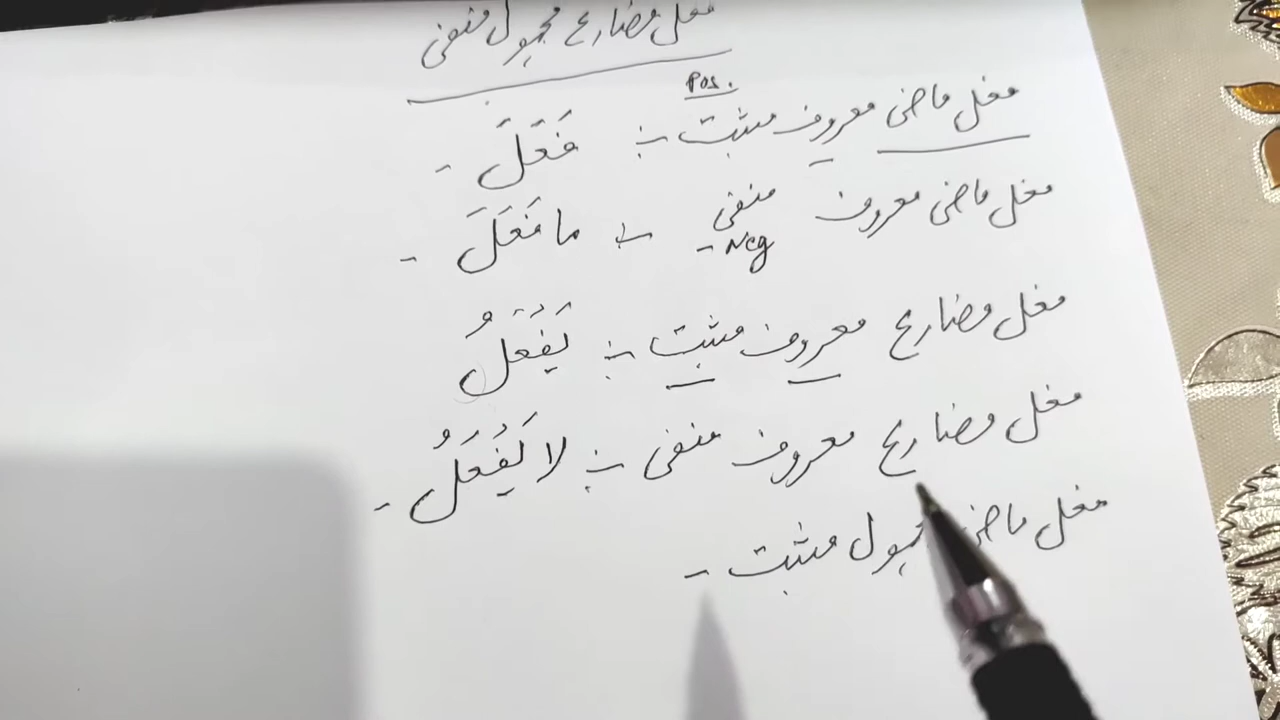 فعل مضارع مجہول منفی
Pos.
فعل ماضی معروف مثبت :- فَعَلَ -
فعل ماضی معروف منفی :- مَا فَعَلَ -
Neg -
فعل مضارع معروف مثبت :- يَفْعَلُ
فعل مضارع معروف منفی :- لا يَفْعَلُ -
فعل ماضی مجہول مثبت -